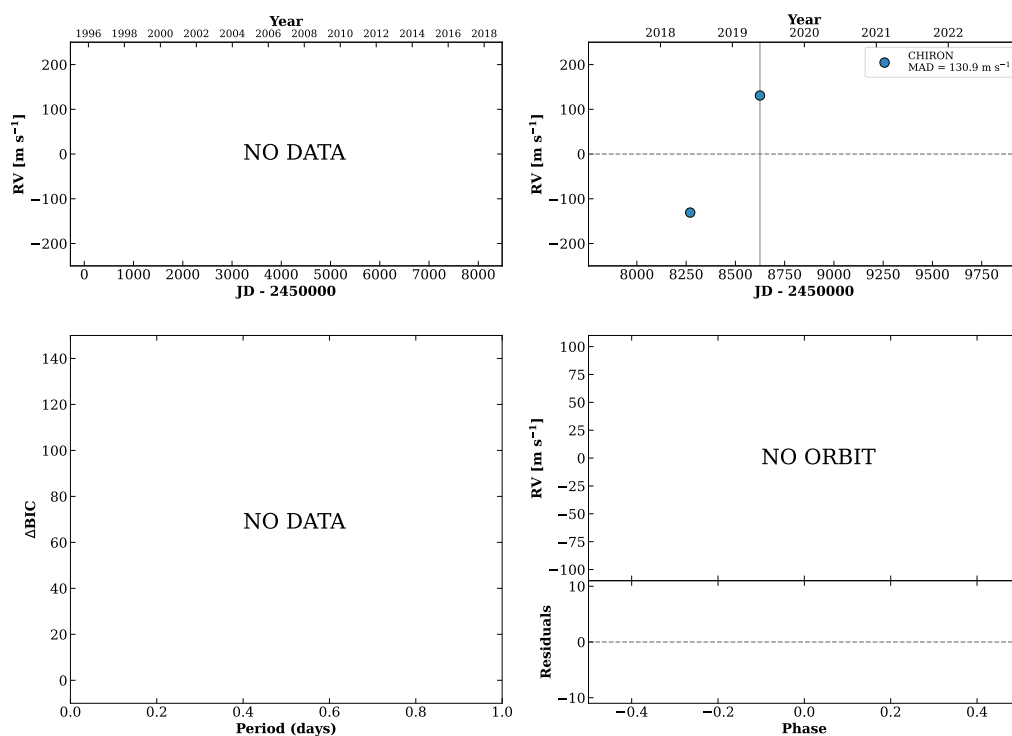 Year
1996 1998 2000 2002 2004 2006 2008 2010 2012 2014 2016 2018
200
100
0
−100
−200
RV [m s⁻¹]
NO DATA
0 1000 2000 3000 4000 5000 6000 7000 8000
JD - 2450000
Year
2018 2019 2020 2021 2022
CHIRON
MAD = 130.9 m s⁻¹
200
100
0
−100
−200
RV [m s⁻¹]
8000 8250 8500 8750 9000 9250 9500 9750
JD - 2450000
140
120
100
80
60
40
20
0
ΔBIC
NO DATA
0.0 0.2 0.4 0.6 0.8 1.0
Period (days)
100
75
50
25
0
−25
−50
−75
−100
RV [m s⁻¹]
NO ORBIT
10
0
−10
Residuals
−0.4 −0.2 0.0 0.2 0.4
Phase